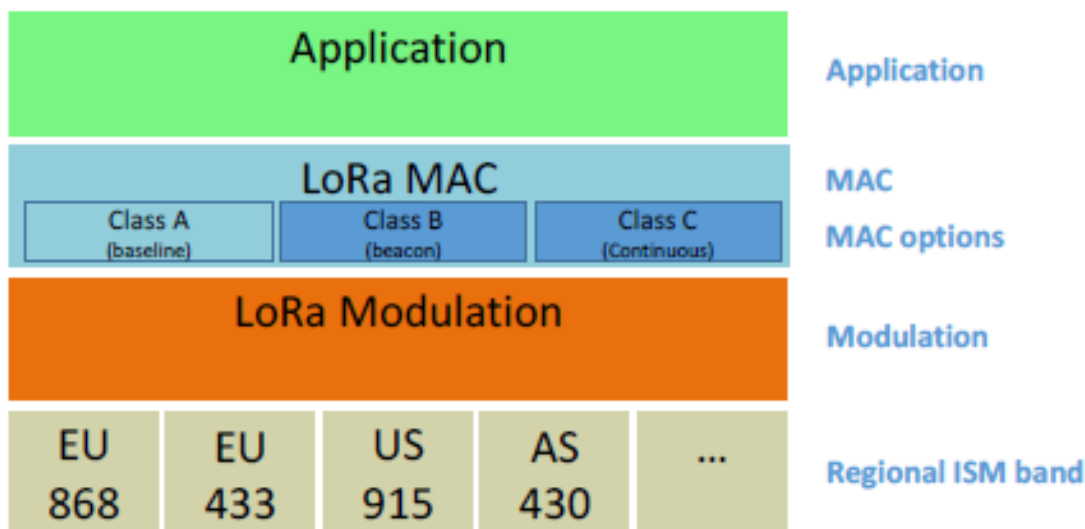 Application
Application
LoRa MAC
MAC
Class A
(baseline)
Class B
(beacon)
Class C
(Continuous)
MAC options
LoRa Modulation
Modulation
EU
868
EU
433
US
915
AS
430
...
Regional ISM band